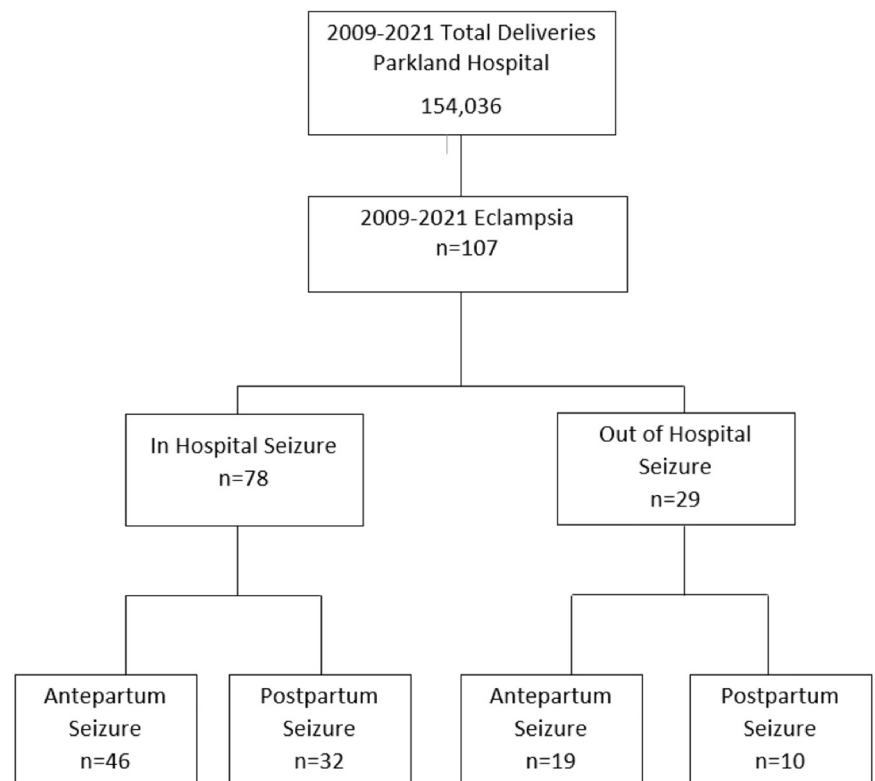 2009-2021 Total Deliveries
Parkland Hospital
154,036
2009-2021 Eclampsia
n=107
In Hospital Seizure
n=78
Out of Hospital
Seizure
n=29
Antepartum
Seizure
n=46
Postpartum
Seizure
n=32
Antepartum
Seizure
n=19
Postpartum
Seizure
n=10